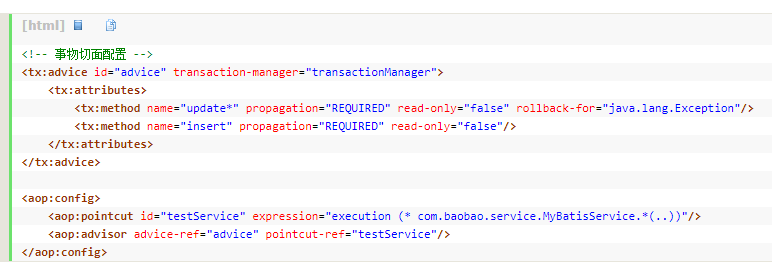 [html]
<!-- 事物切面配置 -->
<tx:advice id="advice" transaction-manager="transactionManager">
    <tx:attributes>
        <tx:method name="update*" propagation="REQUIRED" read-only="false" rollback-for="java.lang.Exception"/>
        <tx:method name="insert" propagation="REQUIRED" read-only="false"/>
    </tx:attributes>
</tx:advice>

<aop:config>
    <aop:pointcut id="testService" expression="execution (* com.baobao.service.MyBatisService.*(..))"/>
    <aop:advisor advice-ref="advice" pointcut-ref="testService"/>
</aop:config>